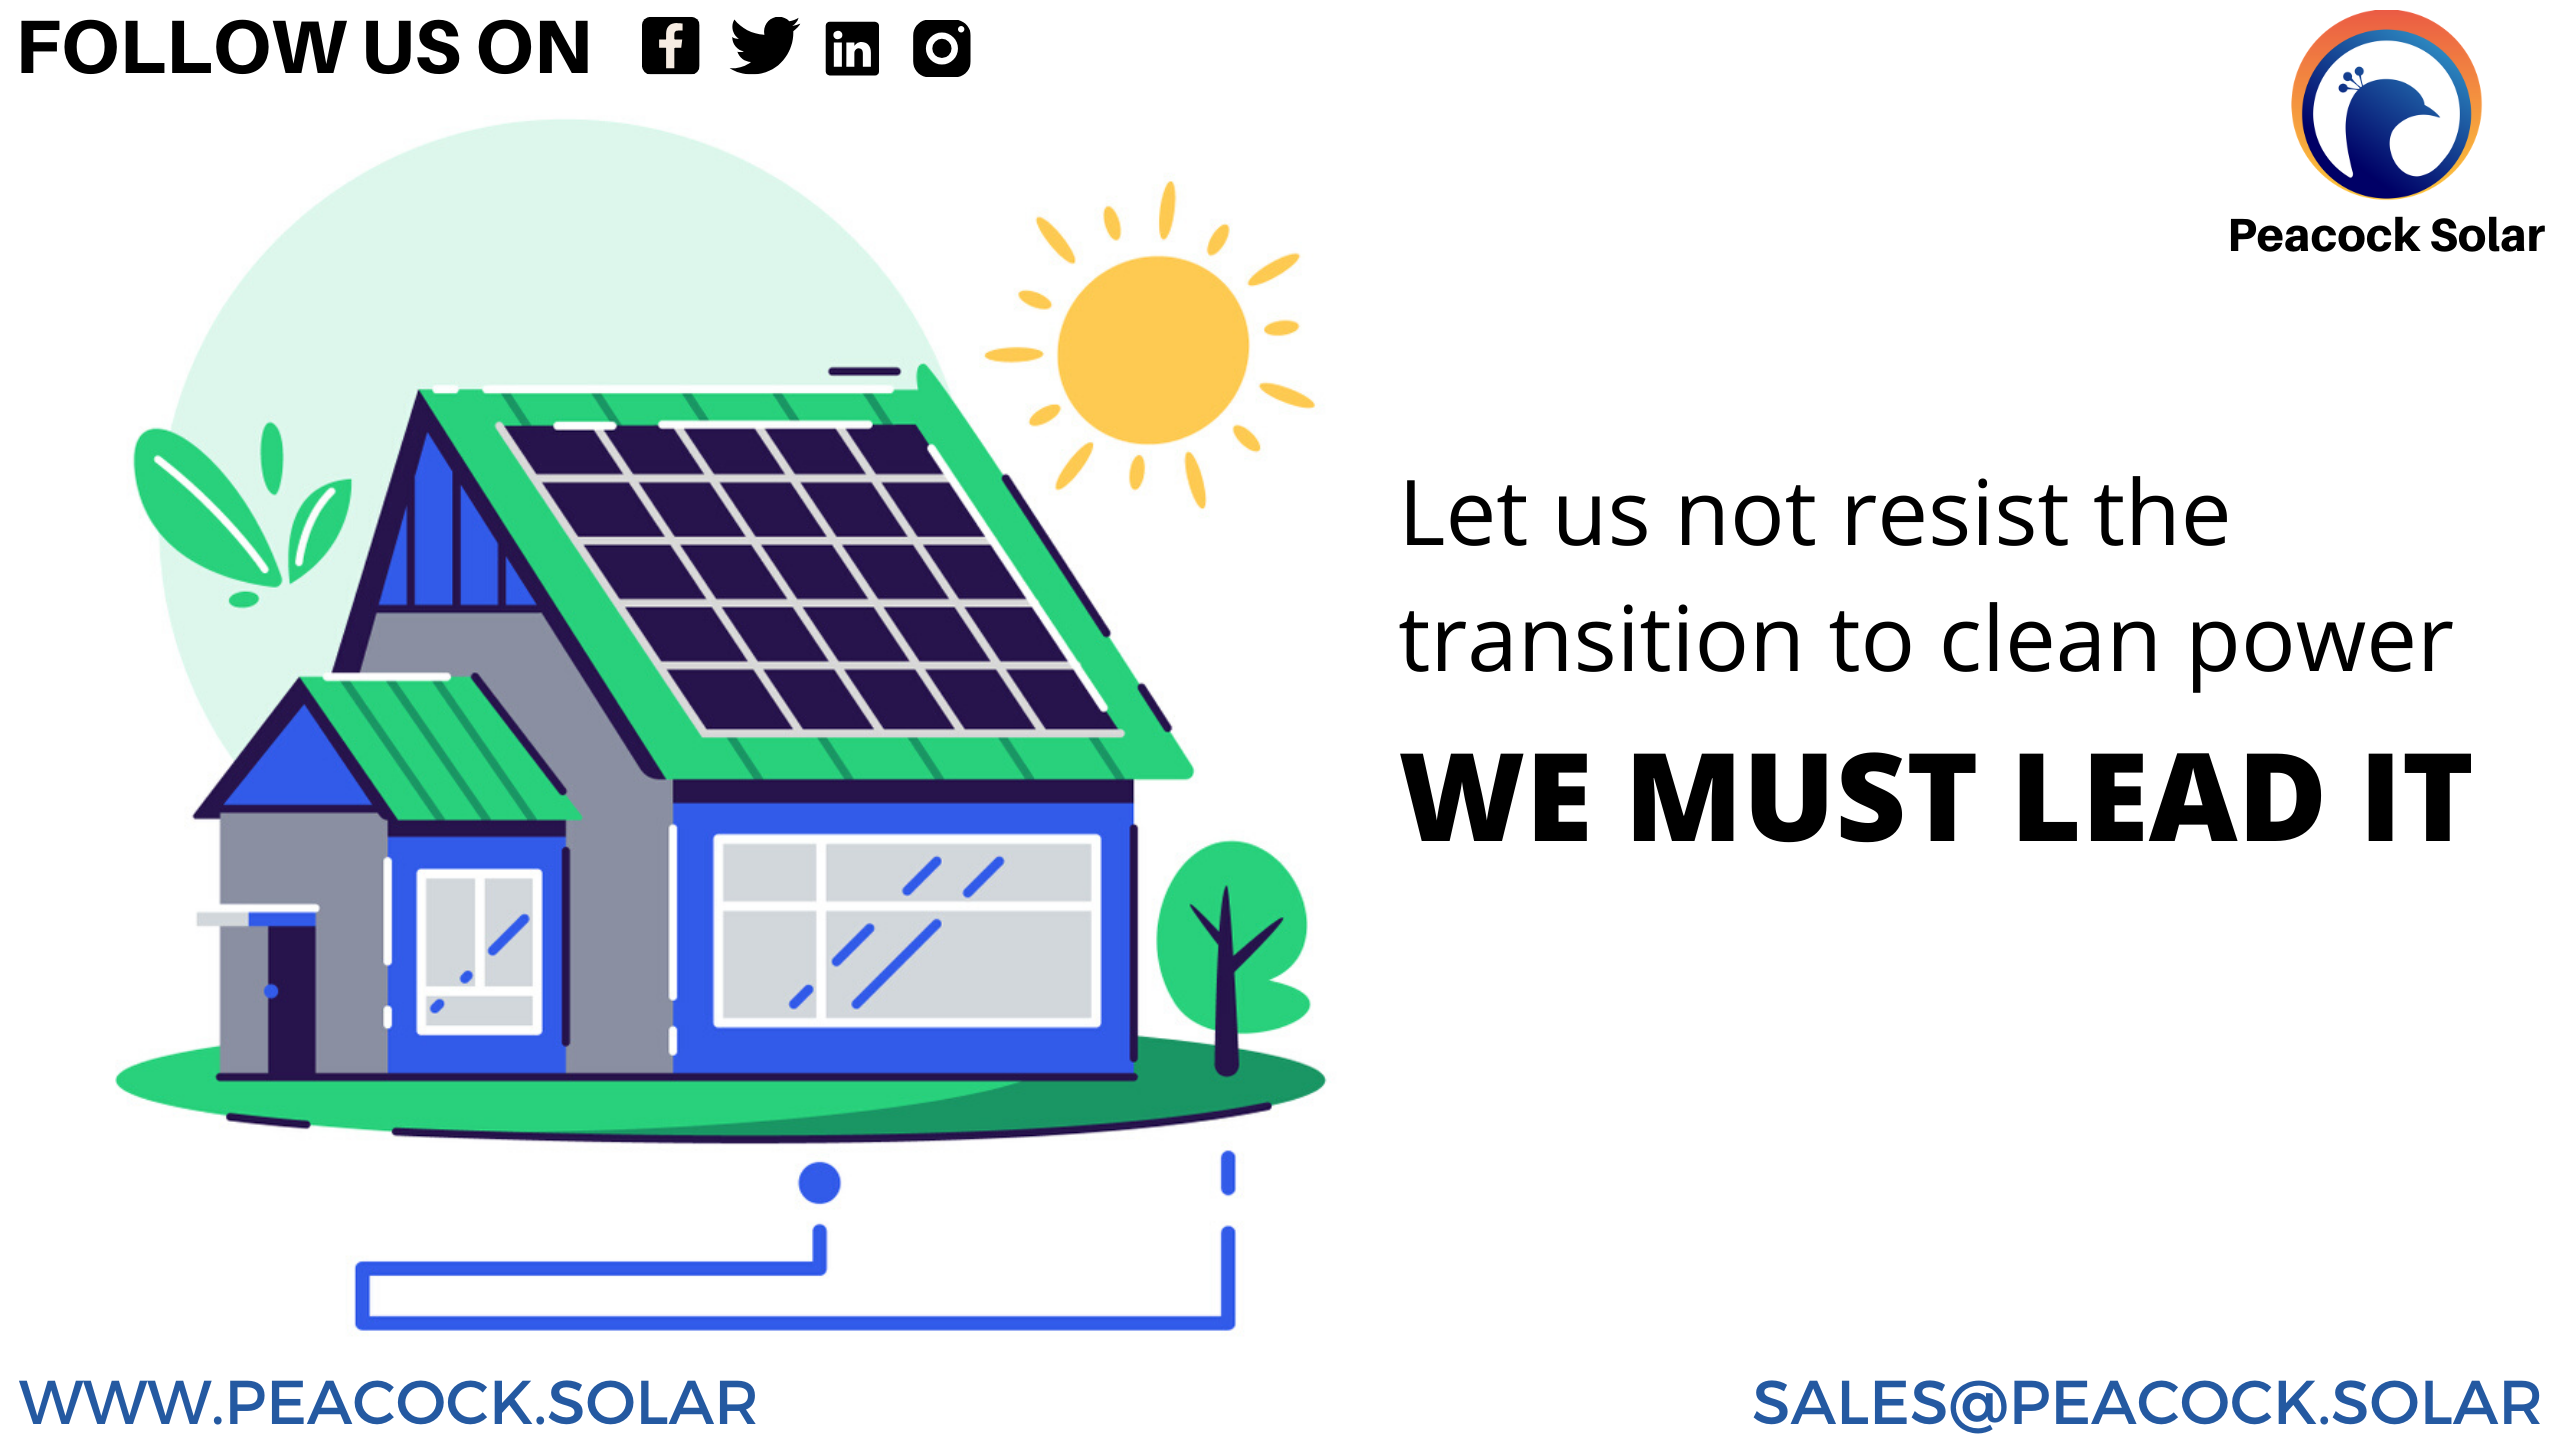 FOLLOW US ON
Peacock Solar
Let us not resist the
transition to clean power
WE MUST LEAD IT
WWW.PEACOCK.SOLAR
SALES@PEACOCK.SOLAR